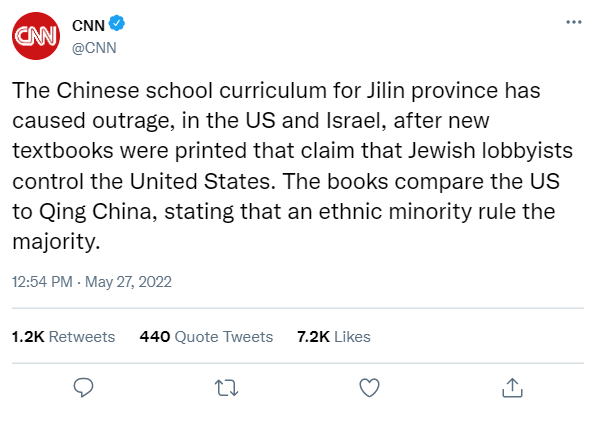 CNN
CNN
@CNN
The Chinese school curriculum for Jilin province has
caused outrage, in the US and Israel, after new
textbooks were printed that claim that Jewish lobbyists
control the United States. The books compare the US
to Qing China, stating that an ethnic minority rule the
majority.
12:54 PM · May 27, 2022
1.2K Retweets 440 Quote Tweets 7.2K Likes